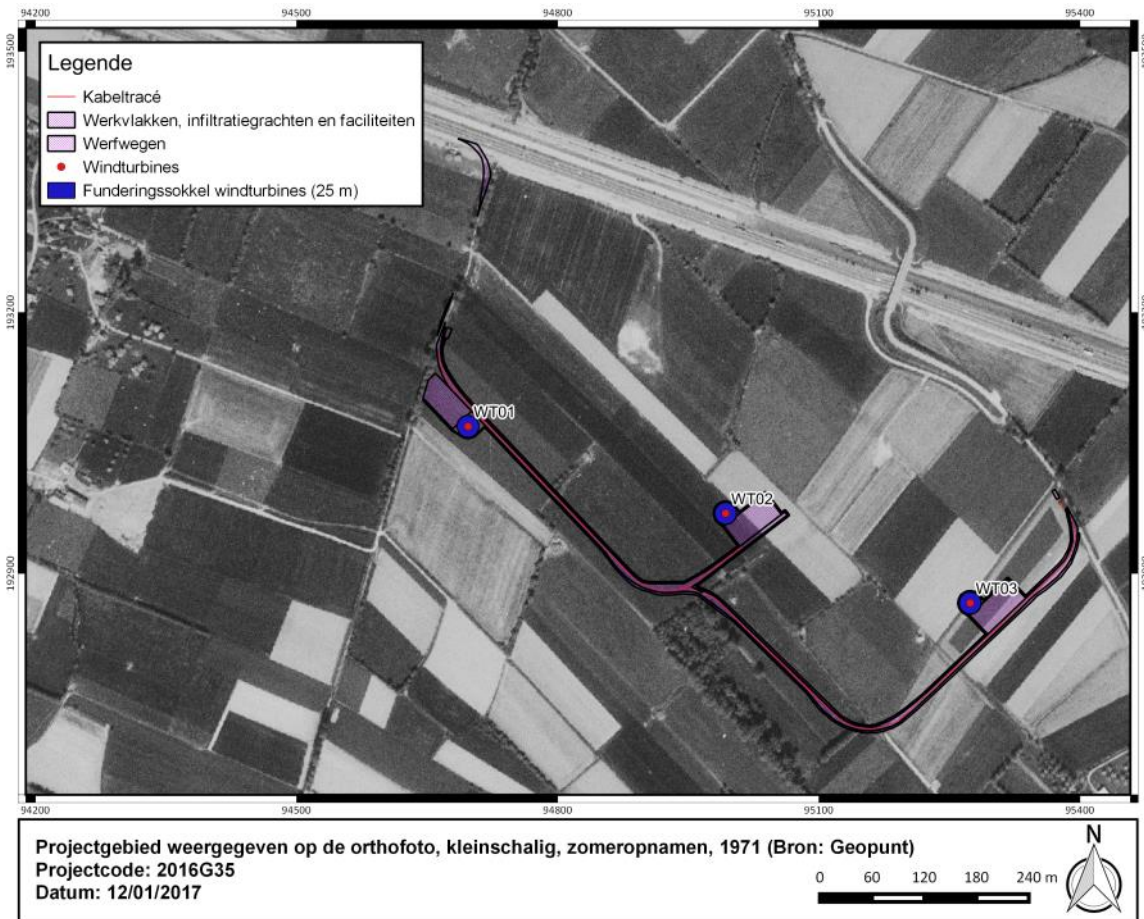 94200 94500 94800 95100 95400
193500
Legende
Kabeltracé
Werkvlakken, infiltratiegrachten en faciliteiten
Werfwegen
Windturbines
Funderingssokkel windturbines (25 m)
193200
WT01
WT02
192900
WT03
94200 94500 94800 95100 95400
Projectgebied weergegeven op de orthofoto, kleinschalig, zomeropnamen, 1971 (Bron: Geopunt)
Projectcode: 2016G35
Datum: 12/01/2017
N
0 60 120 180 240 m